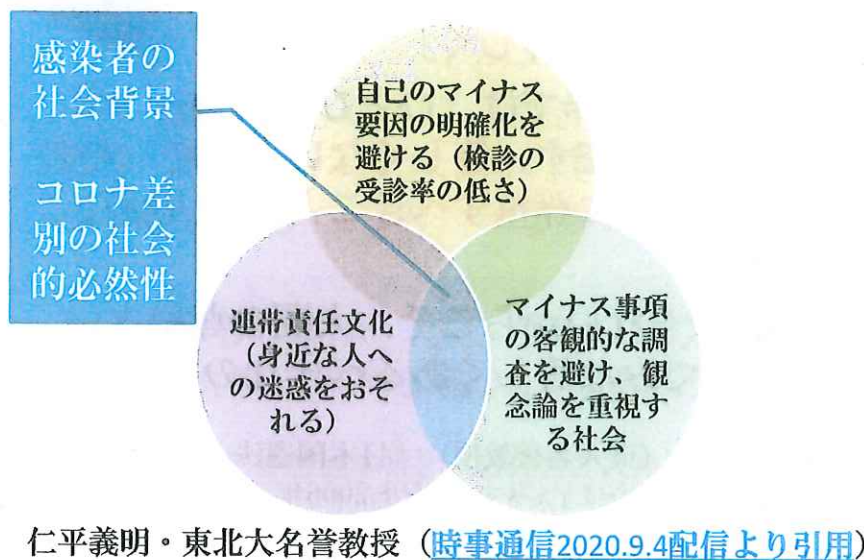 感染者の
社会背景
コロナ差
別の社会
的必然性
自己のマイナス
要因の明確化を
避ける（検診の
受診率の低さ）
連帯責任文化
（身近な人へ
の迷惑をおそ
れる）
マイナス事項
の客観的な調
査を避け、観
念論を重視す
る社会
仁平義明・東北大名誉教授（時事通信2020.9.4配信より引用）